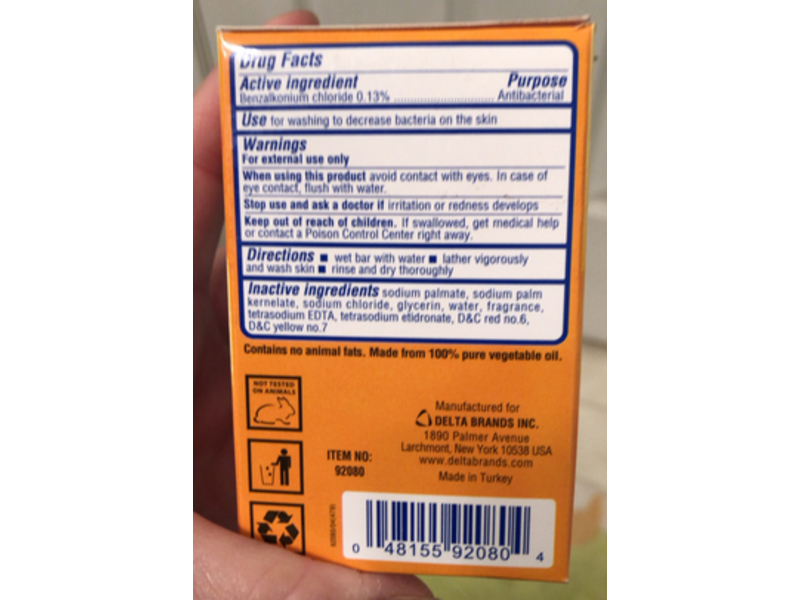 Drug Facts
Active ingredient Purpose
Benzalkonium chloride 0.13% ........................ Antibacterial
Use for washing to decrease bacteria on the skin
Warnings
For external use only
When using this product avoid contact with eyes. In case of
eye contact, flush with water.
Stop use and ask a doctor if irritation or redness develops
Keep out of reach of children. If swallowed, get medical help
or contact a Poison Control Center right away.
Directions ■ wet bar with water ■ lather vigorously
and wash skin ■ rinse and dry thoroughly
Inactive ingredients sodium palmate, sodium palm
kernelate, sodium chloride, glycerin, water, fragrance,
tetrasodium EDTA, tetrasodium etidronate, D&C red no.6,
D&C yellow no.7
Contains no animal fats. Made from 100% pure vegetable oil.
NOT TESTED
ON ANIMALS
Manufactured for
DELTA BRANDS INC.
1890 Palmer Avenue
Larchmont, New York 10538 USA
www.deltabrands.com
Made in Turkey
ITEM NO:
92080
0 48155 92080 4